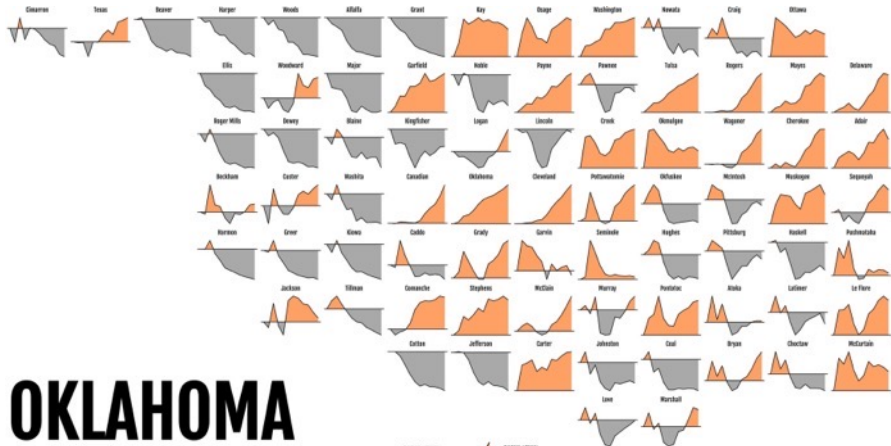 Cimarron Texas Beaver Harper Woods Alfalfa Grant Kay Osage Washington Nowata Craig Ottawa
Ellis Woodward Major Garfield Noble Payne Pawnee Tulsa Rogers Mayes Delaware
Roger Mills Dewey Blaine Kingfisher Logan Lincoln Creek Okmulgee Wagoner Cherokee Adair
Beckham Custer Washita Canadian Oklahoma Cleveland Pottawatomie Okfuskee McIntosh Muskogee Sequoyah
Harmon Greer Kiowa Caddo Grady Garvin Seminole Hughes Pittsburg Haskell Pushmataha
Jackson Tillman Comanche Stephens McClain Murray Pontotoc Atoka Latimer Le Flore
Cotton Jefferson Carter Johnston Coal Bryan Choctaw McCurtain
Love Marshall
OKLAHOMA